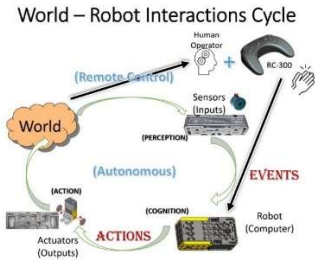 World – Robot Interactions Cycle
Human
Operator
+
RC-300
(Remote Control)
Sensors
(Inputs)
World
(PERCEPTION)
(Autonomous)
EVENTS
(ACTION)
(COGNITION)
Robot
(Computer)
ACTIONS
Actuators
(Outputs)